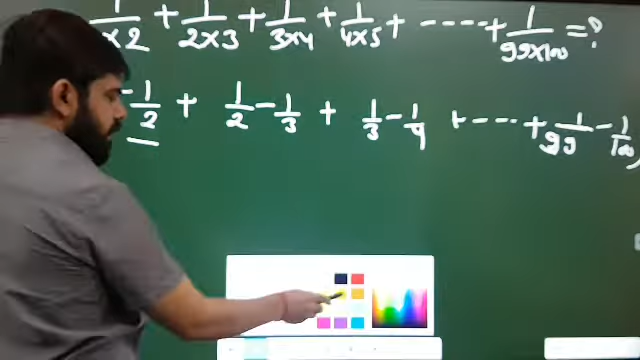 1/×2 + 1/2×3 + 1/3×4 + 1/4×5 + ----- + 1/99×100 = ?
- 1/2 + 1/2 - 1/3 + 1/3 - 1/4 + ---- + 1/99 - 1/100